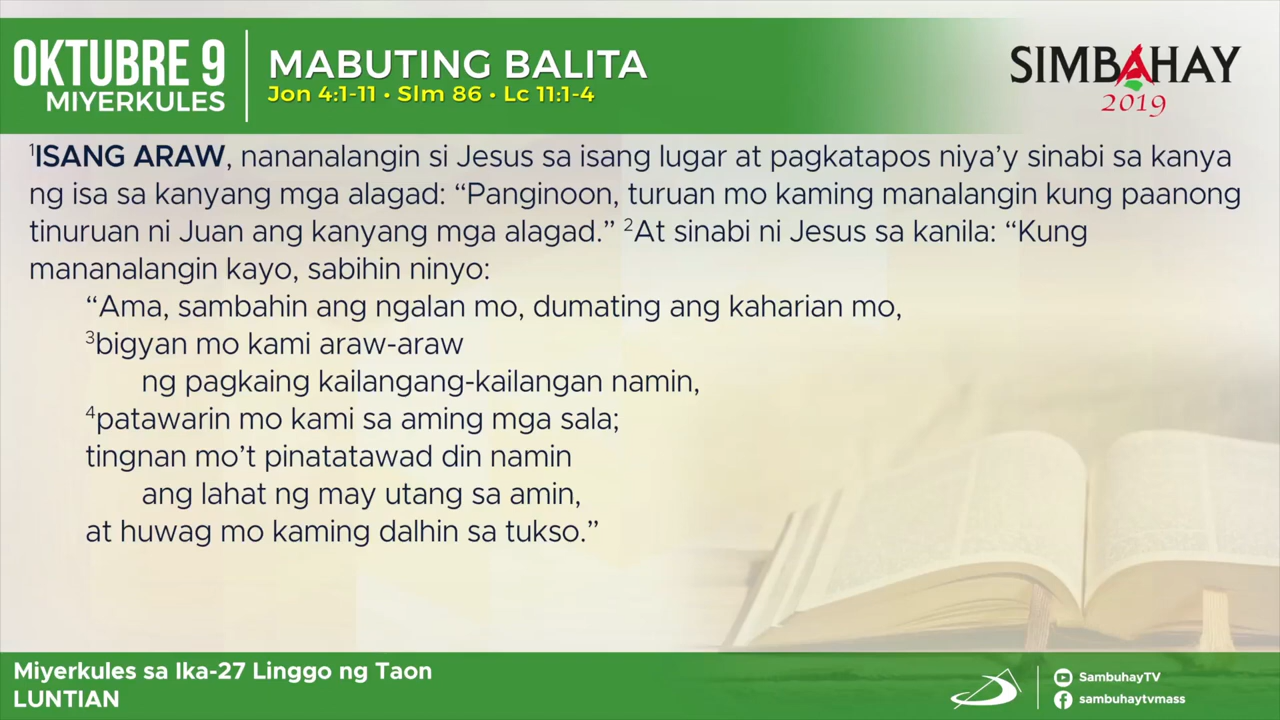 OKTUBRE 9
MIYERKULES
MABUTING BALITA
Jon 4:1-11 • Slm 86 • Lc 11:1-4
SIMBAHAY
2019
¹ISANG ARAW, nananalangin si Jesus sa isang lugar at pagkatapos niya’y sinabi sa kanya
ng isa sa kanyang mga alagad: “Panginoon, turuan mo kaming manalangin kung paanong
tinuruan ni Juan ang kanyang mga alagad.” ²At sinabi ni Jesus sa kanila: “Kung
mananalangin kayo, sabihin ninyo:
“Ama, sambahin ang ngalan mo, dumating ang kaharian mo,
³bigyan mo kami araw-araw
ng pagkaing kailangang-kailangan namin,
⁴patawarin mo kami sa aming mga sala;
tingnan mo’t pinatatawad din namin
ang lahat ng may utang sa amin,
at huwag mo kaming dalhin sa tukso.”
Miyerkules sa Ika-27 Linggo ng Taon
LUNTIAN
SambuhayTV
sambuhaytvmass